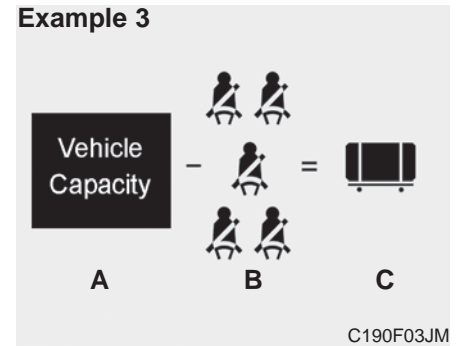 Example 3
Vehicle
Capacity
-
=
A B C
C190F03JM